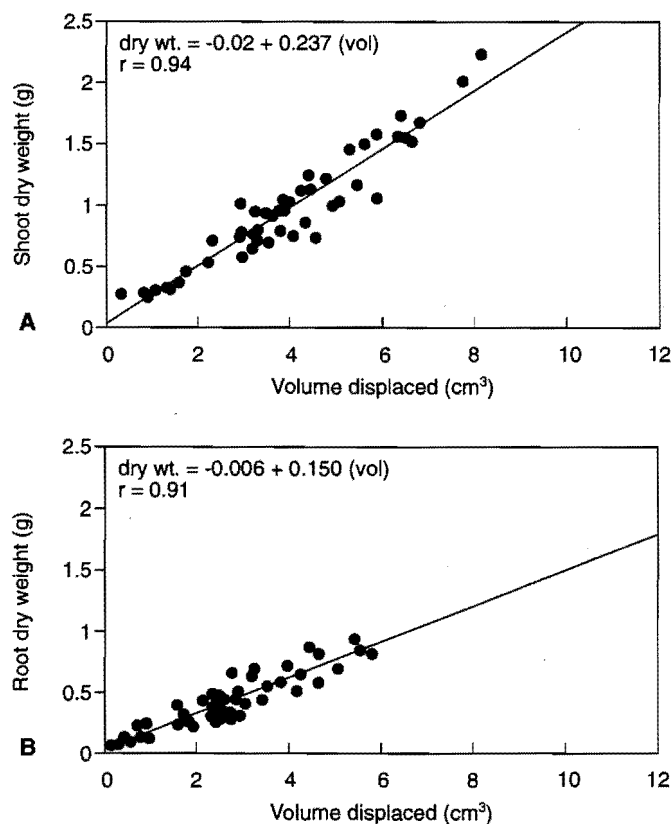 2.5
dry wt. = -0.02 + 0.237 (vol)
r = 0.94
2
1.5
1
0.5
0
Shoot dry weight (g)
A
0 2 4 6 8 10 12
Volume displaced (cm³)
2.5
dry wt. = -0.006 + 0.150 (vol)
r = 0.91
2
1.5
1
0.5
0
Root dry weight (g)
B
0 2 4 6 8 10 12
Volume displaced (cm³)